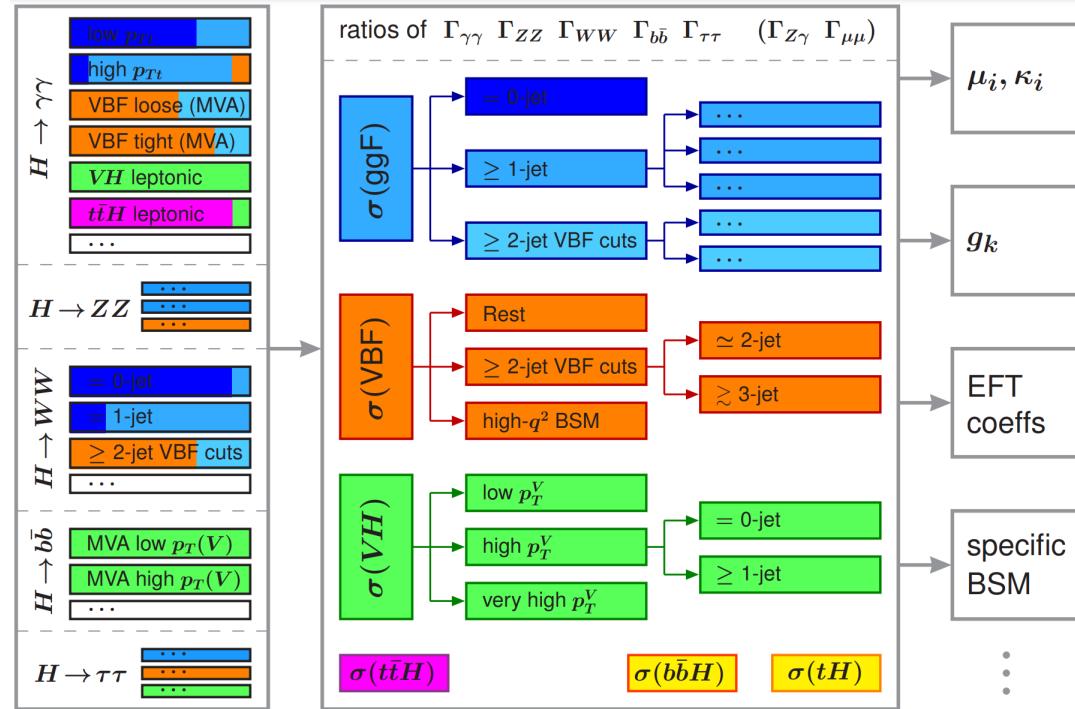 H → γγ
low p_Tt
high p_Tt
VBF loose (MVA)
VBF tight (MVA)
VH leptonic
tt̄H leptonic
...
H → ZZ
...
...
...
H → WW
= 0-jet
= 1-jet
≥ 2-jet VBF cuts
...
H → bb̄
MVA low p_T(V)
MVA high p_T(V)
...
H → ττ
...
...
...
ratios of Γ_γγ Γ_ZZ Γ_WW Γ_bb̄ Γ_ττ (Γ_Zγ Γ_μμ)
σ(ggF)
= 0-jet
≥ 1-jet
≥ 2-jet VBF cuts
...
...
...
...
...
σ(VBF)
Rest
≥ 2-jet VBF cuts
high-q² BSM
≃ 2-jet
≳ 3-jet
σ(VH)
low p_T^V
high p_T^V
very high p_T^V
= 0-jet
≥ 1-jet
σ(tt̄H)
σ(bb̄H)
σ(tH)
μ_i, κ_i
g_k
EFT
coeffs
specific
BSM
⋮